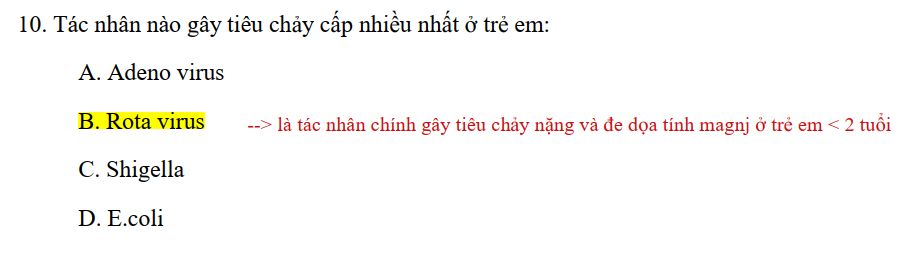 10. Tác nhân nào gây tiêu chảy cấp nhiều nhất ở trẻ em:
A. Adeno virus
B. Rota virus --> là tác nhân chính gây tiêu chảy nặng và đe dọa tính magnj ở trẻ em < 2 tuổi
C. Shigella
D. E.coli